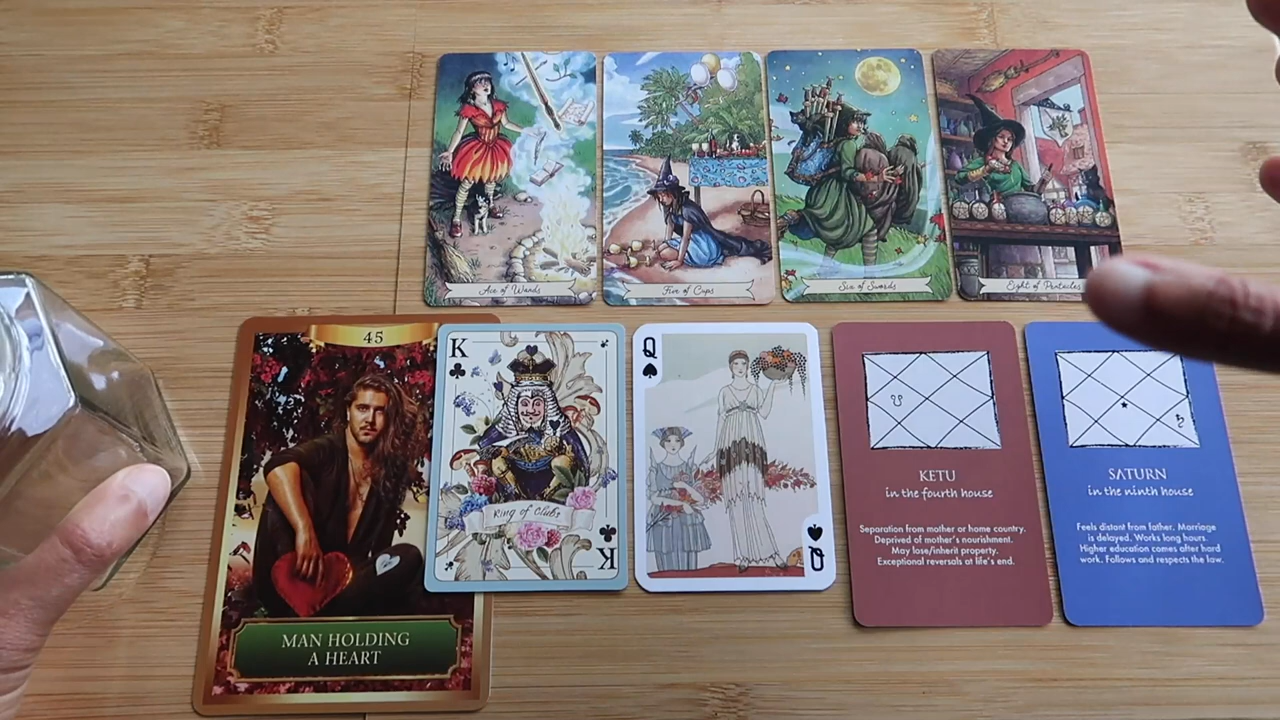 Ace of Wands
Five of Cups
Six of Swords
Eight of Pentacles
45
MAN HOLDING
A HEART
K
King of Clubs
K
Q
Q
KETU
in the fourth house
Separation from mother or home country.
Deprived of mother's nourishment.
May lose/inherit property.
Exceptional reversals at life's end.
SATURN
in the ninth house
Feels distant from father. Marriage
is delayed. Works long hours.
Higher education comes after hard
work. Follows and respects the law.